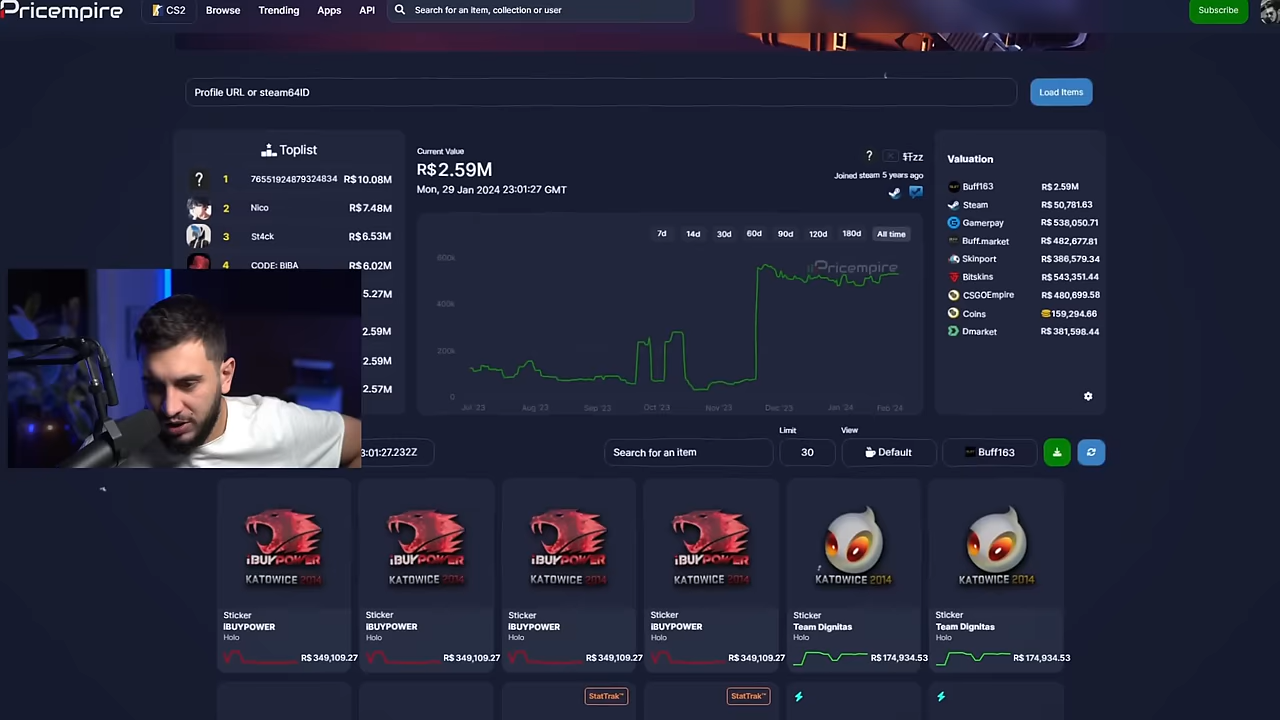 Pricempire
CS2
Browse
Trending
Apps
API
Search for an item, collection or user
Subscribe
Profile URL or steam64ID
Load Items
Toplist
? 1 76551924879324834 R$10.08M
2 Nico R$7.48M
3 St4ck R$6.53M
4 CODE: BIBA R$6.02M
5.27M
2.59M
2.59M
2.57M
Current Value
R$2.59M
Mon, 29 Jan 2024 23:01:27 GMT
Joined steam 5 years ago
7d 14d 30d 60d 90d 120d 180d All time
Pricempire
600k
400k
200k
0
Jul '23 Aug '23 Sep '23 Oct '23 Nov '23 Dec '23 Jan '24 Feb '24
Valuation
Buff163 R$ 2.59M
Steam R$ 50,781.63
Gamerpay R$ 538,050.71
Buff.market R$ 482,677.81
Skinport R$ 386,579.34
Bitskins R$ 543,351.44
CSGOEmpire R$ 480,699.58
Coins 159,294.66
Dmarket R$ 381,598.44
3:01:27.232Z
Search for an item
Limit
30
View
Default
Buff163
iBUYPOWER
KATOWICE 2014
Sticker
iBUYPOWER
Holo
R$ 349,109.27
iBUYPOWER
KATOWICE 2014
Sticker
iBUYPOWER
Holo
R$ 349,109.27
iBUYPOWER
KATOWICE 2014
Sticker
iBUYPOWER
Holo
R$ 349,109.27
iBUYPOWER
KATOWICE 2014
Sticker
iBUYPOWER
Holo
R$ 349,109.27
KATOWICE 2014
Sticker
Team Dignitas
Holo
R$ 174,934.53
KATOWICE 2014
Sticker
Team Dignitas
Holo
R$ 174,934.53
StatTrak™
StatTrak™